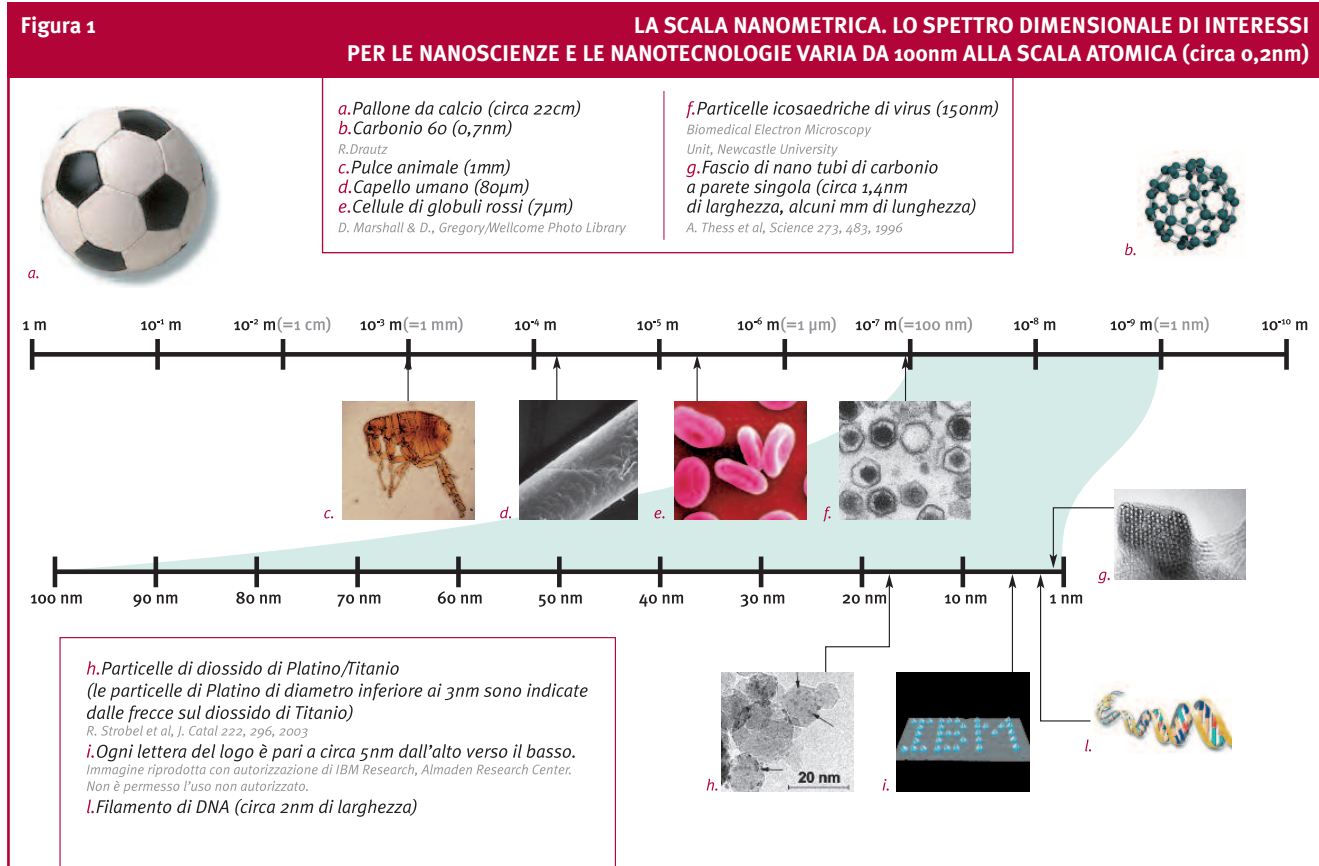 Figura 1
LA SCALA NANOMETRICA. LO SPETTRO DIMENSIONALE DI INTERESSI
PER LE NANOSCIENZE E LE NANOTECNOLOGIE VARIA DA 100nm ALLA SCALA ATOMICA (circa 0,2nm)
a.Pallone da calcio (circa 22cm)
b.Carbonio 60 (0,7nm)
R.Drautz
c.Pulce animale (1mm)
d.Capello umano (80µm)
e.Cellule di globuli rossi (7µm)
D. Marshall & D., Gregory/Wellcome Photo Library
f.Particelle icosaedriche di virus (150nm)
Biomedical Electron Microscopy
Unit, Newcastle University
g.Fascio di nano tubi di carbonio
a parete singola (circa 1,4nm
di larghezza, alcuni mm di lunghezza)
A. Thess et al, Science 273, 483, 1996
a.
b.
1 m 10⁻¹ m 10⁻² m(=1 cm) 10⁻³ m(=1 mm) 10⁻⁴ m 10⁻⁵ m 10⁻⁶ m(=1 µm) 10⁻⁷ m(=100 nm) 10⁻⁸ m 10⁻⁹ m(=1 nm) 10⁻¹⁰ m
c.
d.
e.
f.
g.
100 nm 90 nm 80 nm 70 nm 60 nm 50 nm 40 nm 30 nm 20 nm 10 nm 1 nm
h.Particelle di diossido di Platino/Titanio
(le particelle di Platino di diametro inferiore ai 3nm sono indicate
dalle frecce sul diossido di Titanio)
R. Strobel et al, J. Catal 222, 296, 2003
i.Ogni lettera del logo è pari a circa 5nm dall'alto verso il basso.
Immagine riprodotta con autorizzazione di IBM Research, Almaden Research Center.
Non è permesso l'uso non autorizzato.
l.Filamento di DNA (circa 2nm di larghezza)
h.
20 nm
i.
IBM
l.